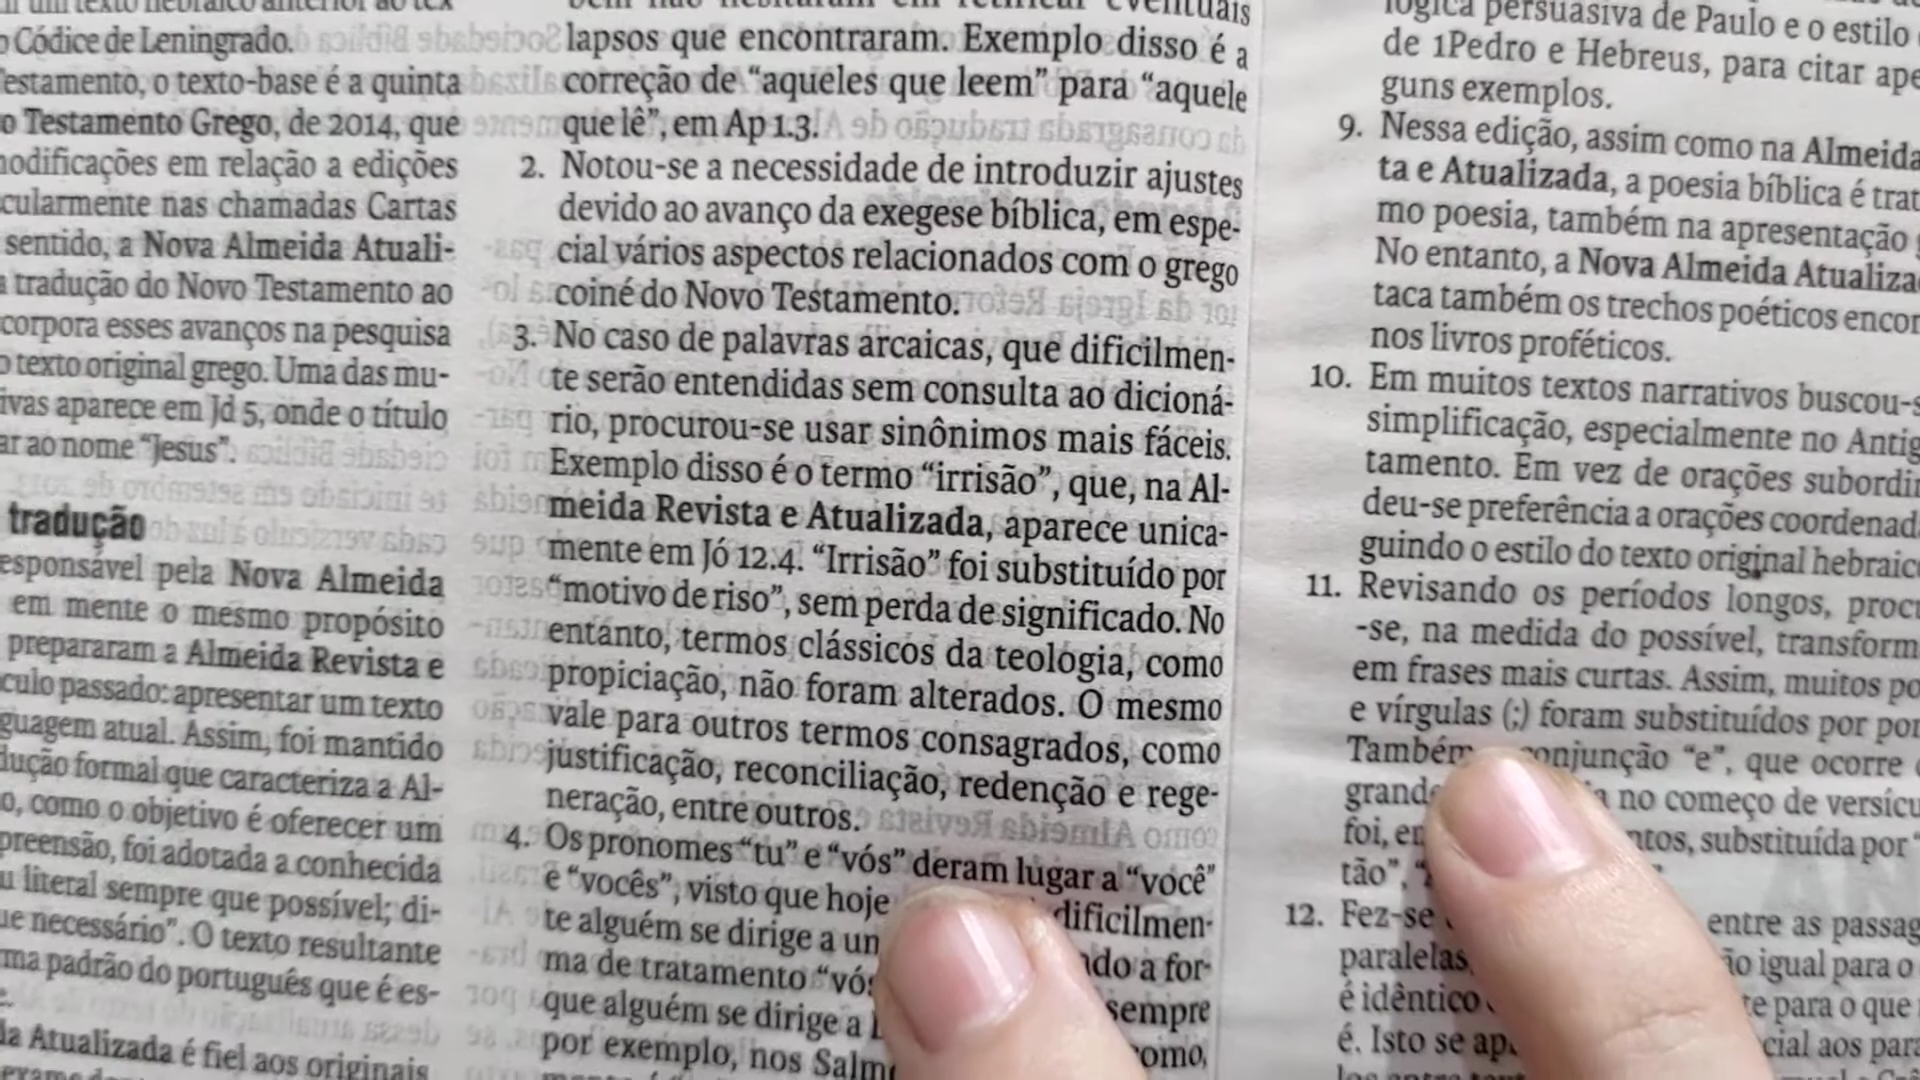 o Códice de Leningrado.
estamento, o texto-base é a quinta
o Testamento Grego, de 2014, que
odificações em relação a edições
cularmente nas chamadas Cartas
sentido, a Nova Almeida Atuali-
a tradução do Novo Testamento ao
corpora esses avanços na pesquisa
o texto original grego. Uma das mu-
ivas aparece em Jd 5, onde o título
ar ao nome “Jesus”.
tradução
esponsável pela Nova Almeida
em mente o mesmo propósito
prepararam a Almeida Revista e
culo passado: apresentar um texto
guagem atual. Assim, foi mantido
dução formal que caracteriza a Al-
o, como o objetivo é oferecer um
preensão, foi adotada a conhecida
u literal sempre que possível; di-
ue necessário”. O texto resultante
ma padrão do português que é es-
da Atualizada é fiel aos originais
eventuais
lapsos que encontraram. Exemplo disso é a
correção de “aqueles que leem” para “aquele
que lê”, em Ap 1.3.
2. Notou-se a necessidade de introduzir ajustes
devido ao avanço da exegese bíblica, em espe-
cial vários aspectos relacionados com o grego
coiné do Novo Testamento.
3. No caso de palavras arcaicas, que dificilmen-
te serão entendidas sem consulta ao dicioná-
rio, procurou-se usar sinônimos mais fáceis.
Exemplo disso é o termo “irrisão”, que, na Al-
meida Revista e Atualizada, aparece unica-
mente em Jó 12.4. “Irrisão” foi substituído por
“motivo de riso”, sem perda de significado. No
entanto, termos clássicos da teologia, como
propiciação, não foram alterados. O mesmo
vale para outros termos consagrados, como
justificação, reconciliação, redenção e rege-
neração, entre outros.
4. Os pronomes “tu” e “vós” deram lugar a “você”
e “vocês”, visto que hoje dificilmen-
te alguém se dirige a um do a for-
ma de tratamento “vós sempre
que alguém se dirige a como,
por exemplo, nos Salm
lógica persuasiva de Paulo e o estilo
de 1Pedro e Hebreus, para citar ape
guns exemplos.
9. Nessa edição, assim como na Almeida
ta e Atualizada, a poesia bíblica é trat
mo poesia, também na apresentação
No entanto, a Nova Almeida Atualiza
taca também os trechos poéticos encon
nos livros proféticos.
10. Em muitos textos narrativos buscou-s
simplificação, especialmente no Antig
tamento. Em vez de orações subordin
deu-se preferência a orações coordenad
guindo o estilo do texto original hebraic
11. Revisando os períodos longos, proc
-se, na medida do possível, transform
em frases mais curtas. Assim, muitos po
e vírgulas (;) foram substituídos por pon
Também conjunção “e”, que ocorre
grand no começo de versícu
foi, em ntos, substituída por
tão”,
12. Fez-se entre as passag
paralelas, io igual para o
é idêntico te para o que
é. Isto se ap cial aos para